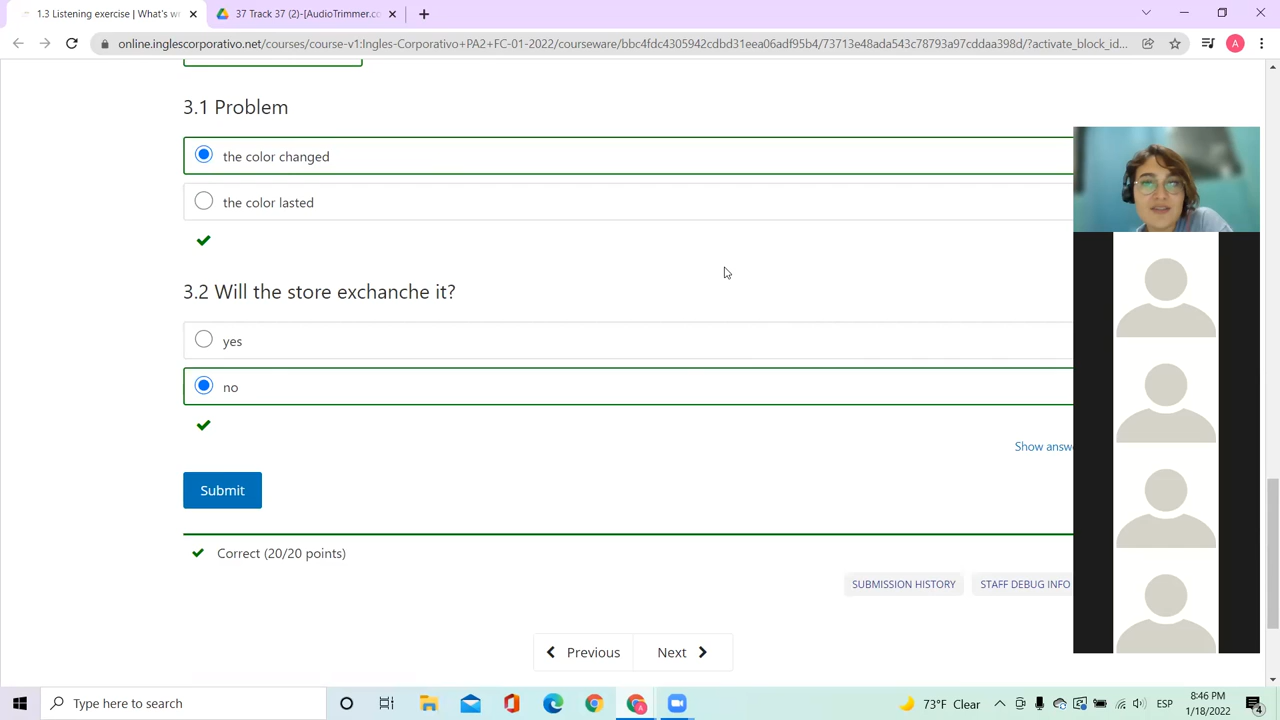 1.3 Listening exercise | What's wr
37 Track 37 (2)-[AudioTrimmer.co
online.inglescorporativo.net/courses/course-v1:Ingles-Corporativo+PA2+FC.01-2022/courseware/bbc4fdc4305942cdbd31eea06adf95b4/73713e48ada543c78793a97cddaa398d/?activate_block_id...
A
3.1 Problem
the color changed
the color lasted
3.2 Will the store exchanche it?
yes
no
Show answ
Submit
Correct (20/20 points)
SUBMISSION HISTORY
STAFF DEBUG INFO
Previous
Next
Type here to search
73°F Clear
ESP
8:46 PM
1/18/2022
4